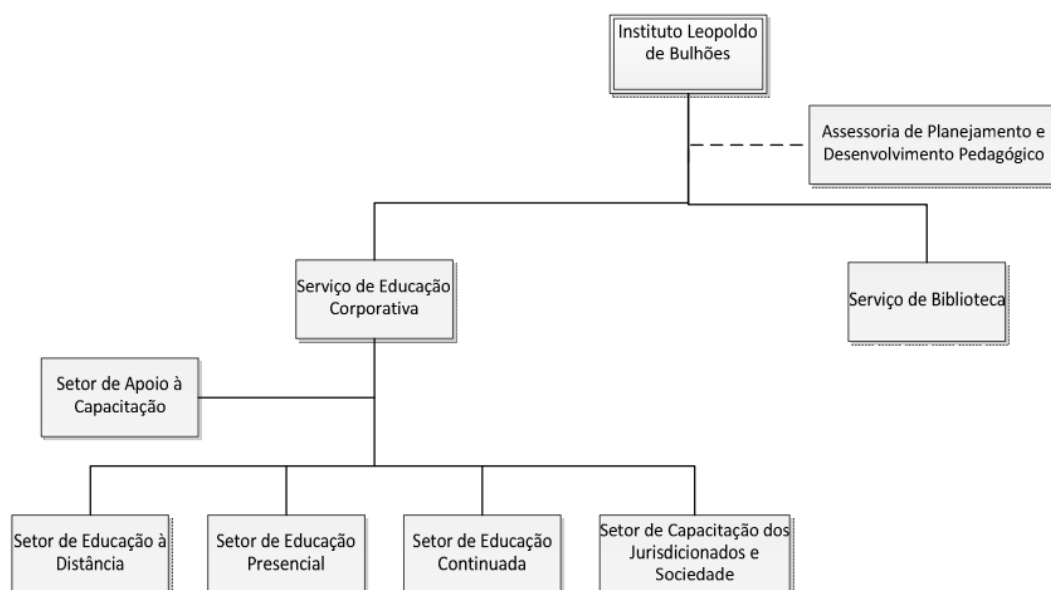 Instituto Leopoldo
de Bulhões
Assessoria de Planejamento e
Desenvolvimento Pedagógico
Serviço de Educação
Corporativa
Serviço de Biblioteca
Setor de Apoio à
Capacitação
Setor de Educação à
Distância
Setor de Educação
Presencial
Setor de Educação
Continuada
Setor de Capacitação dos
Jurisdicionados e
Sociedade